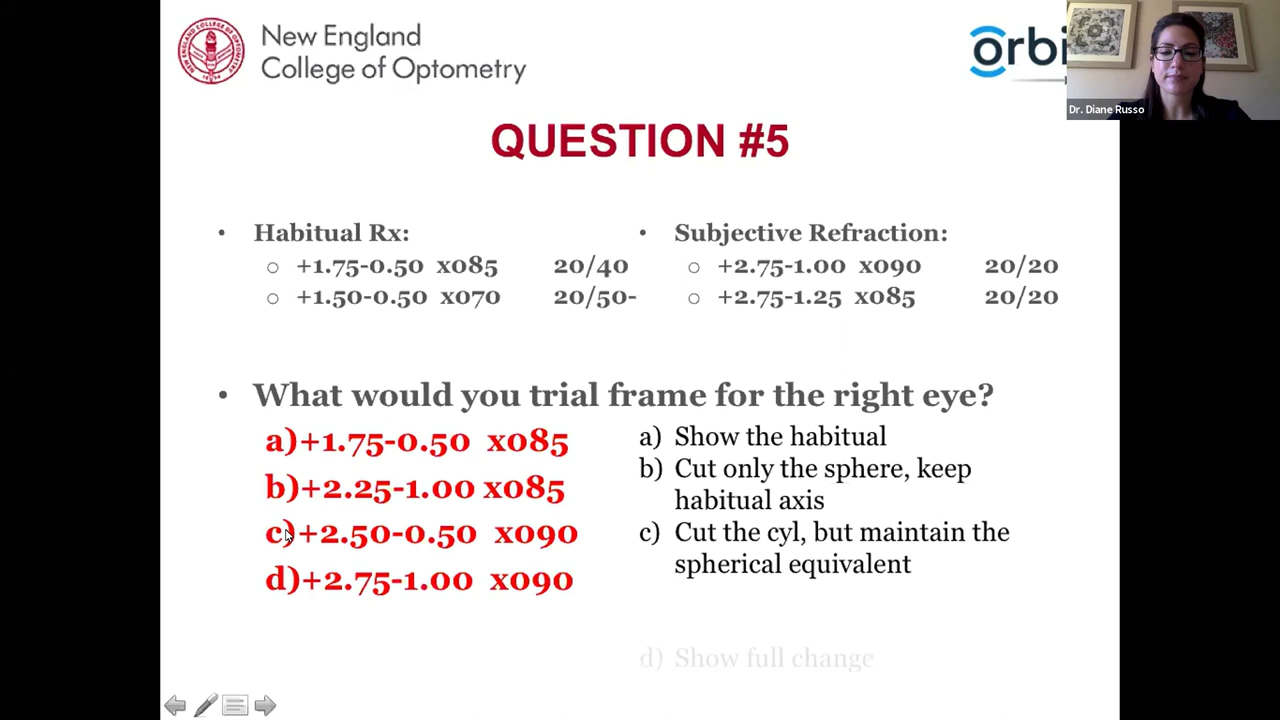 New England
College of Optometry
orbi
Dr. Diane Russo
QUESTION #5
• Habitual Rx:
○ +1.75-0.50 x085 20/40
○ +1.50-0.50 x070 20/50-
• Subjective Refraction:
○ +2.75-1.00 x090 20/20
○ +2.75-1.25 x085 20/20
• What would you trial frame for the right eye?
a)+1.75-0.50 x085
b)+2.25-1.00 x085
c)+2.50-0.50 x090
d)+2.75-1.00 x090
a) Show the habitual
b) Cut only the sphere, keep
habitual axis
c) Cut the cyl, but maintain the
spherical equivalent
d) Show full change